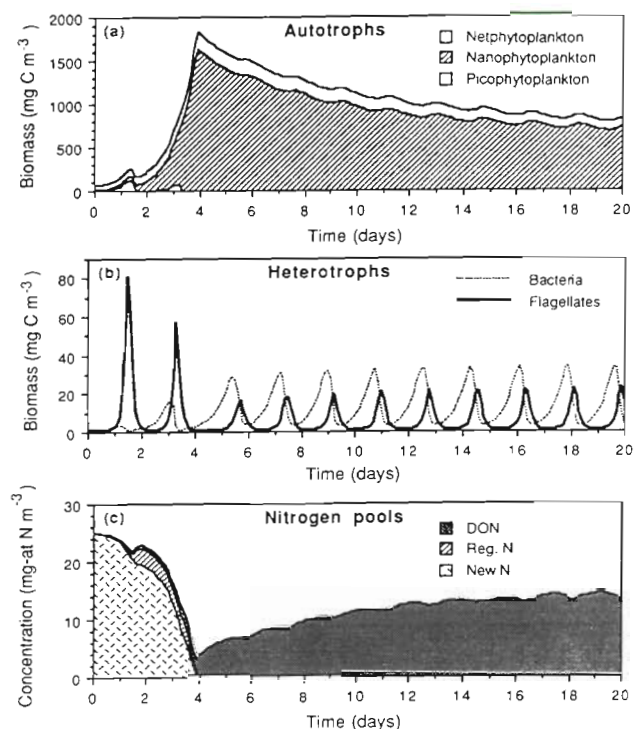 (a) Autotrophs
Netphytoplankton
Nanophytoplankton
Picophytoplankton
Biomass (mg C m-3)
2000
1500
1000
500
0
0 2 4 6 8 10 12 14 16 18 20
Time (days)
(b) Heterotrophs
Bacteria
Flagellates
Biomass (mg C m-3)
80
60
40
20
0
0 2 4 6 8 10 12 14 16 18 20
Time (days)
(c) Nitrogen pools
DON
Reg. N
New N
Concentration (mg-at N m-3)
30
20
10
0
0 2 4 6 8 10 12 14 16 18 20
Time (days)